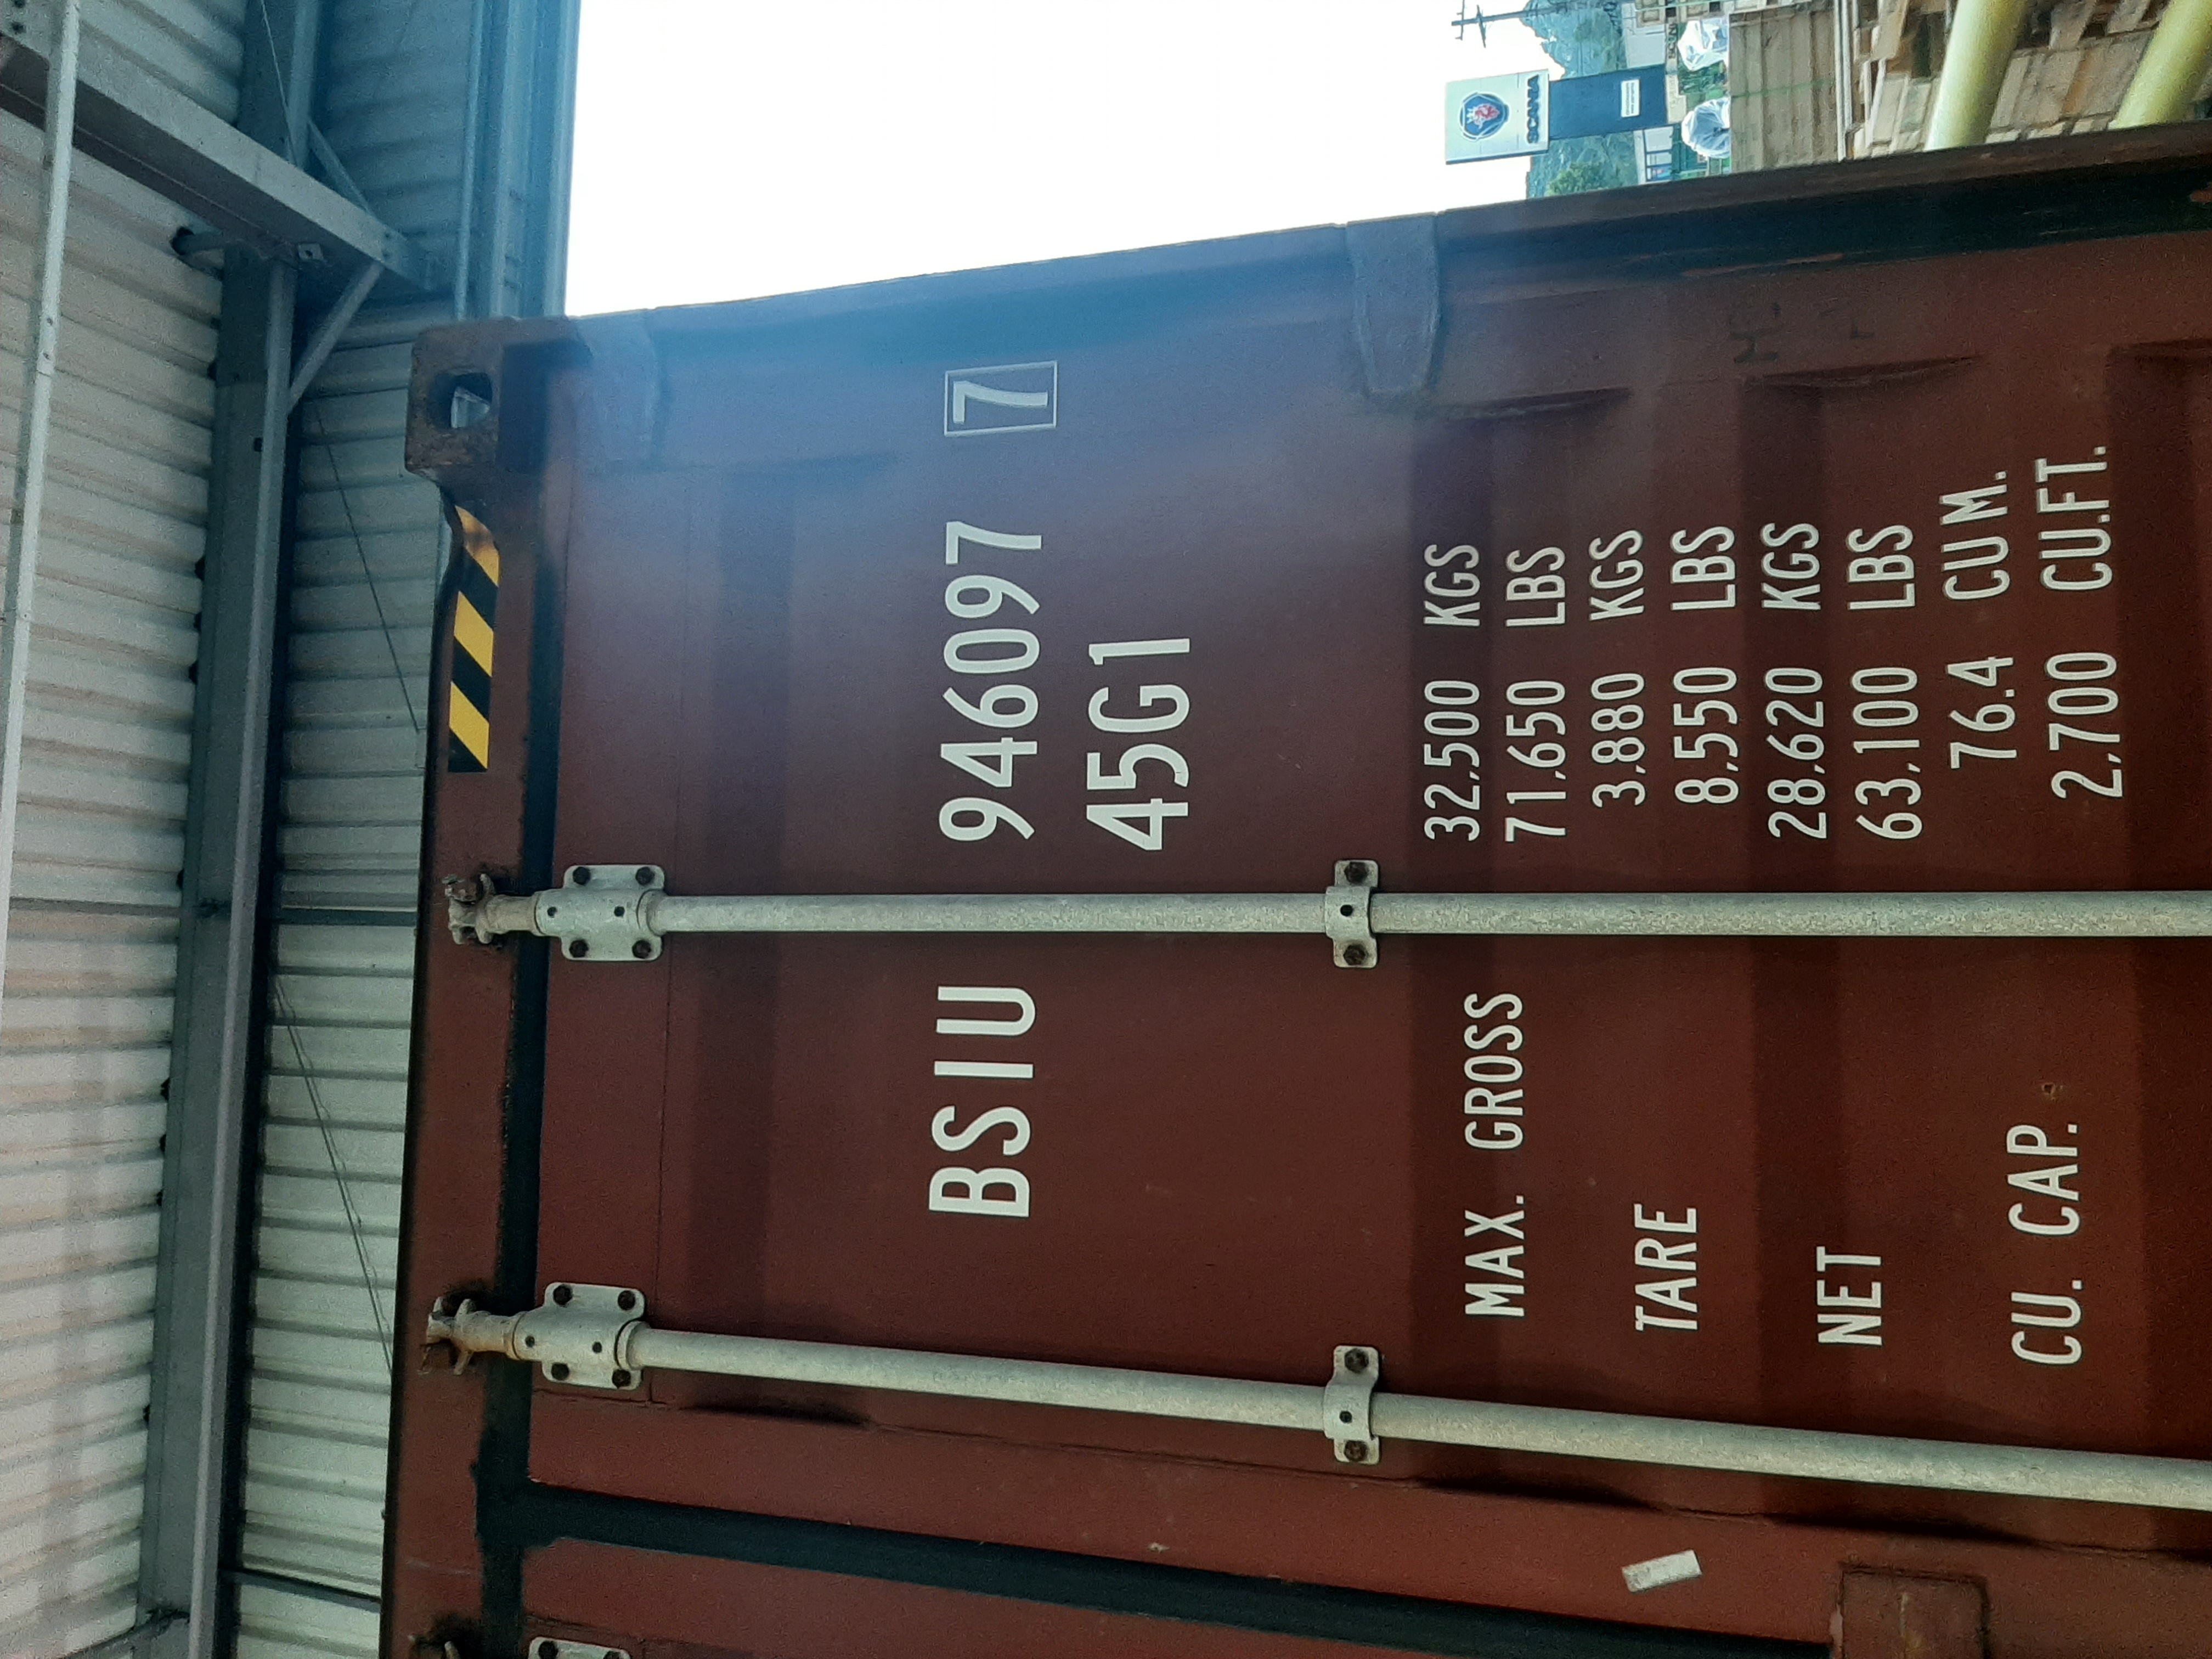 BSIU 946097 7
45G1
MAX. GROSS 32,500 KGS
71,650 LBS
TARE 3,880 KGS
8,550 LBS
NET 28,620 KGS
63,100 LBS
CU. CAP. 76.4 CU M.
2,700 CU.FT.
SCANIA